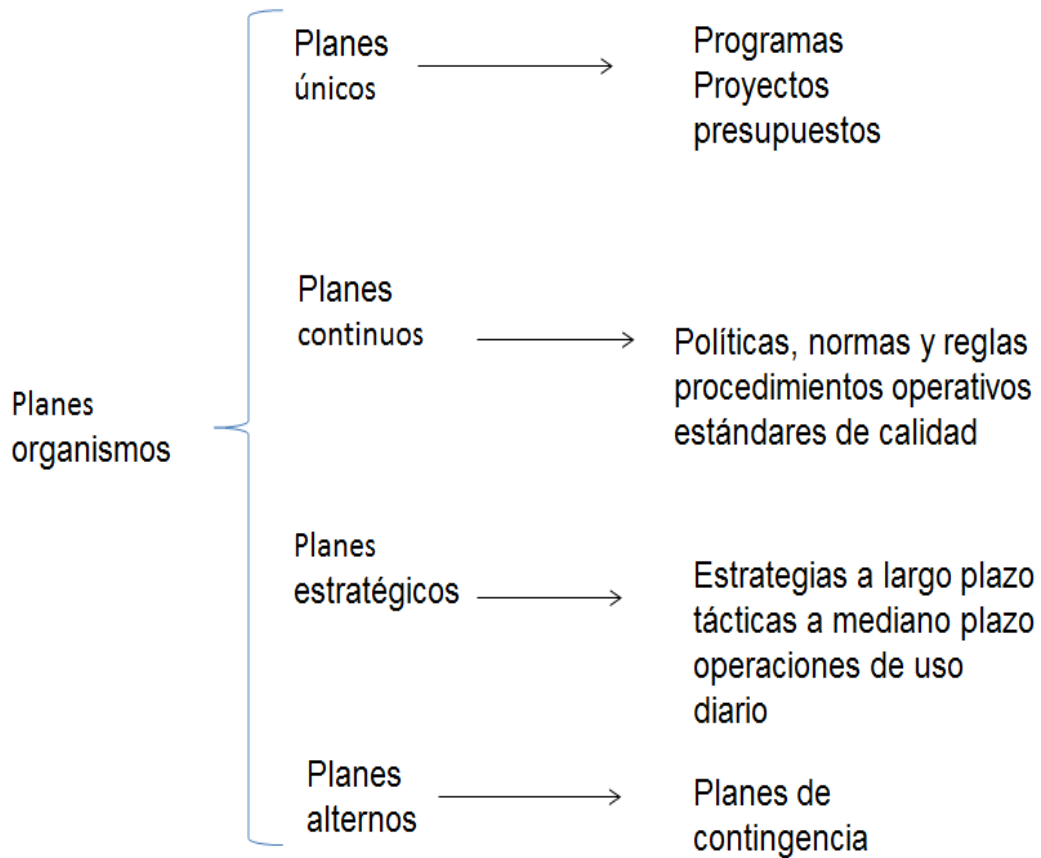 Planes
organismos
Planes
únicos
Programas
Proyectos
presupuestos
Planes
continuos
Políticas, normas y reglas
procedimientos operativos
estándares de calidad
Planes
estratégicos
Estrategias a largo plazo
tácticas a mediano plazo
operaciones de uso
diario
Planes
alternos
Planes de
contingencia